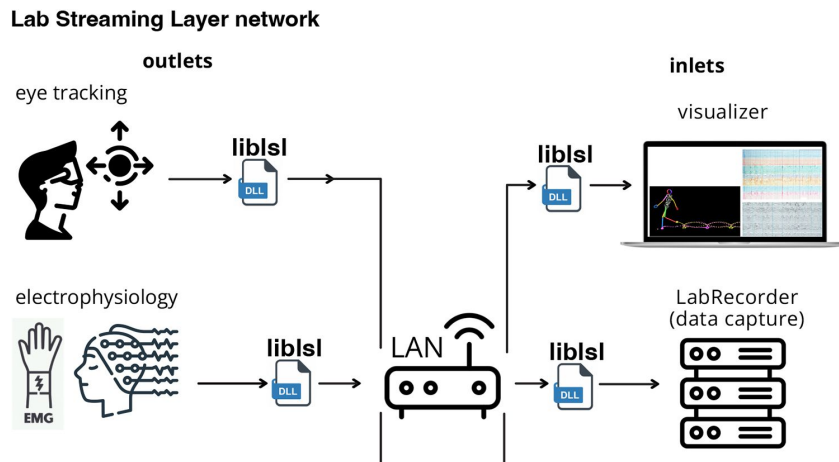 Lab Streaming Layer network
outlets
inlets
eye tracking
visualizer
liblsl
DLL
liblsl
DLL
electrophysiology
LabRecorder
(data capture)
LAN
liblsl
DLL
liblsl
DLL
EMG